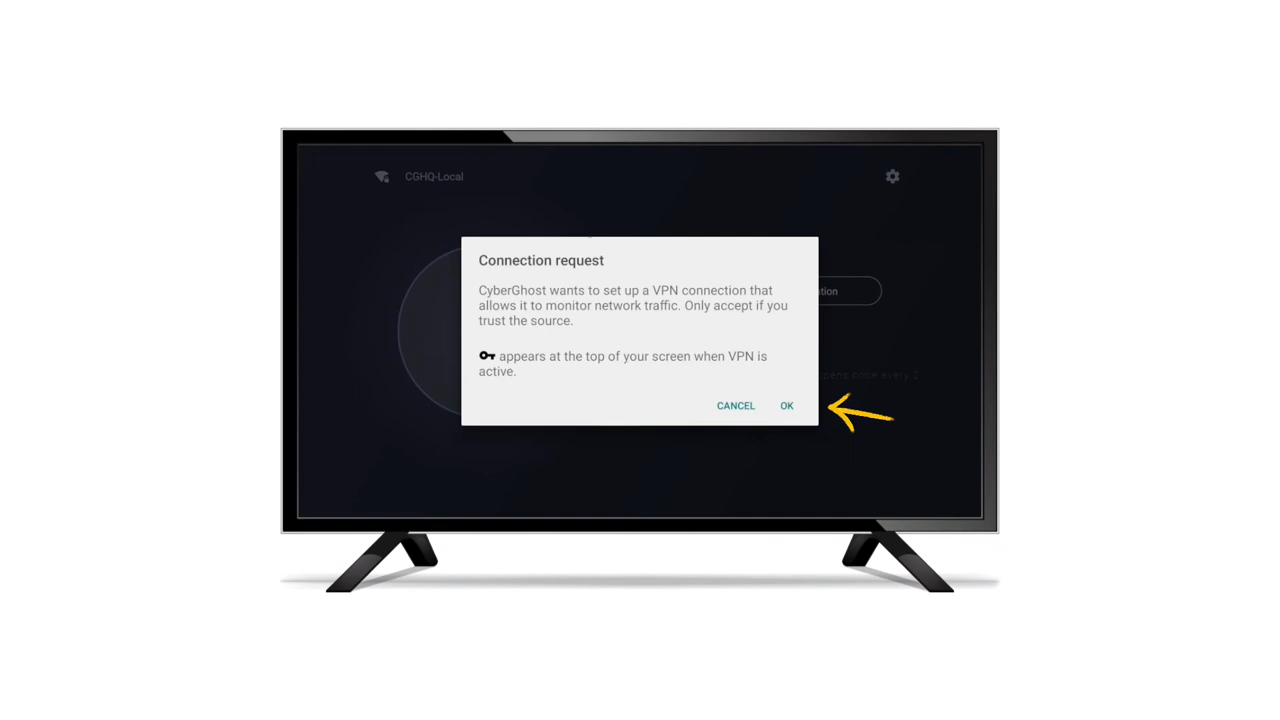 CGHQ-Local
Connection request
CyberGhost wants to set up a VPN connection that
allows it to monitor network traffic. Only accept if you
trust the source.
appears at the top of your screen when VPN is
active.
CANCEL OK